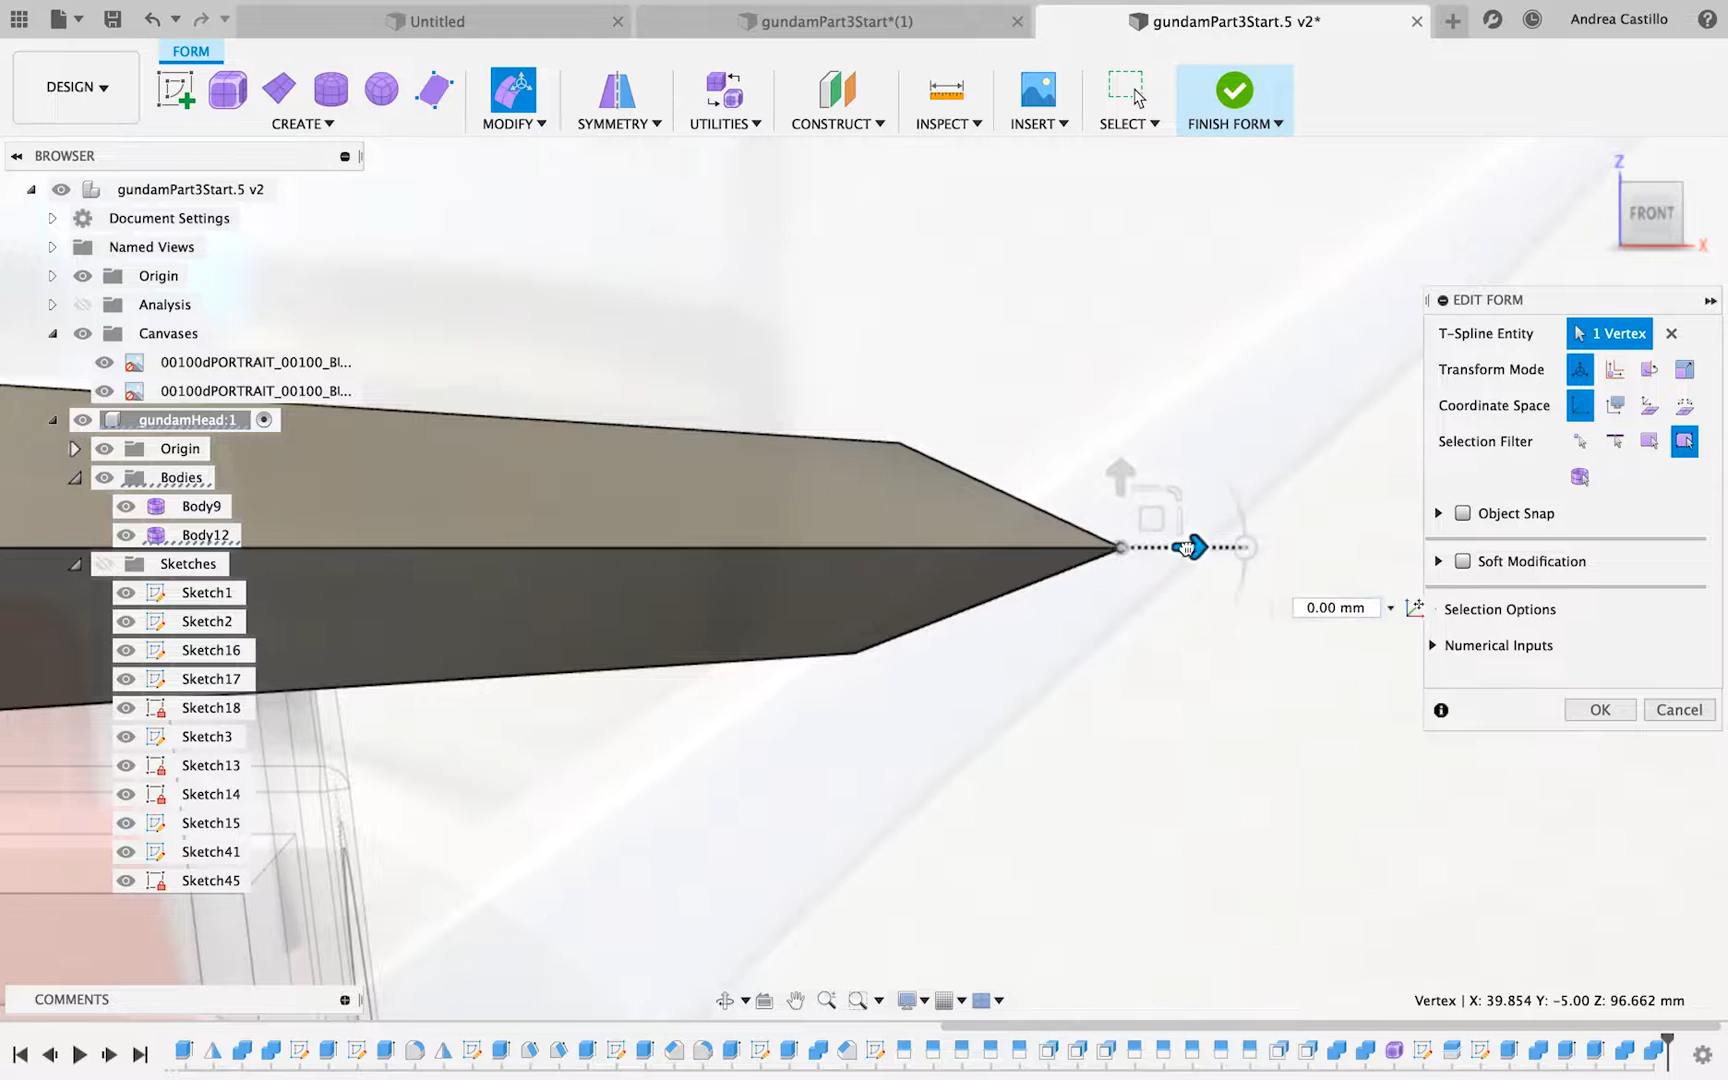 Untitled
gundamPart3Start*(1)
gundamPart3Start.5 v2*
Andrea Castillo
FORM
DESIGN
CREATE
MODIFY
SYMMETRY
UTILITIES
CONSTRUCT
INSPECT
INSERT
SELECT
FINISH FORM
BROWSER
gundamPart3Start.5 v2
Document Settings
Named Views
Origin
Analysis
Canvases
00100dPORTRAIT_00100_B!...
00100dPORTRAIT_00100_B!...
gundamHead:1
Origin
Bodies
Body9
Body12
Sketches
Sketch1
Sketch2
Sketch16
Sketch17
Sketch18
Sketch3
Sketch13
Sketch14
Sketch15
Sketch41
Sketch45
Z
FRONT
X
EDIT FORM
T-Spline Entity
1 Vertex
Transform Mode
Coordinate Space
Selection Filter
Object Snap
Soft Modification
0.00 mm
Selection Options
Numerical Inputs
OK
Cancel
COMMENTS
Vertex | X: 39.854 Y: -5.00 Z: 96.662 mm